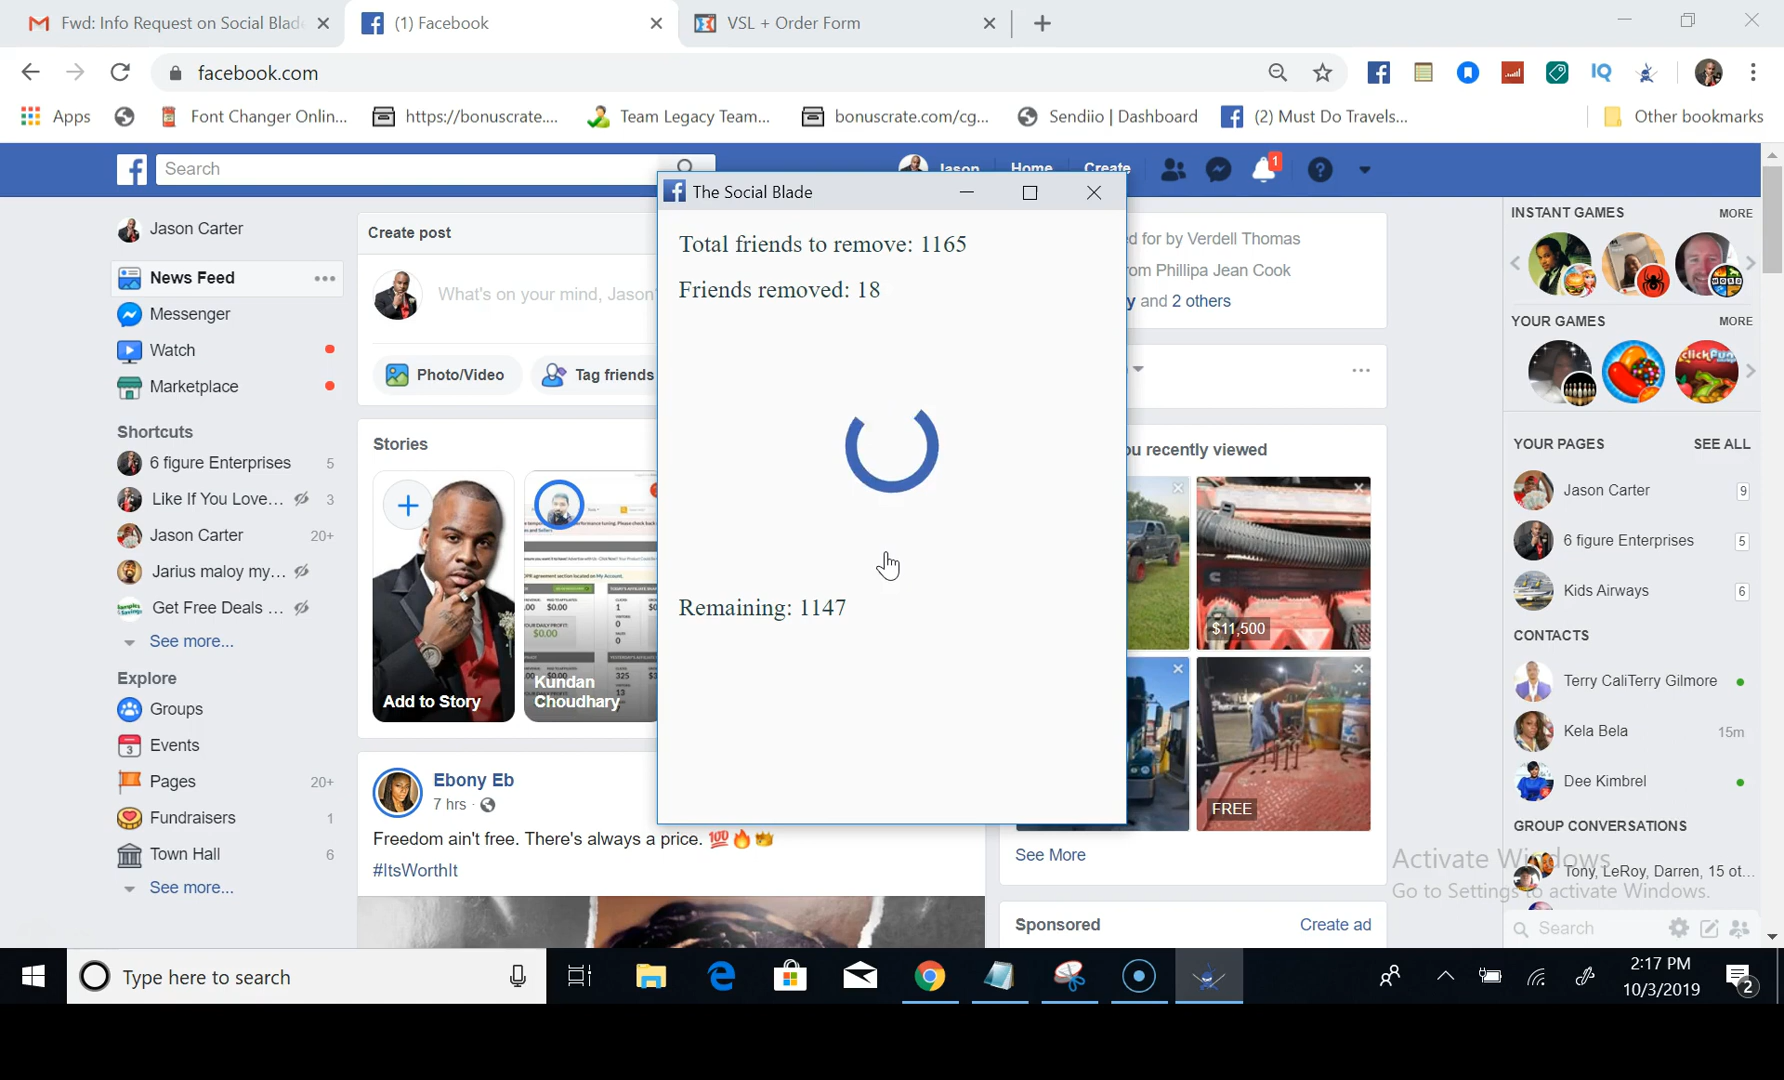 Fwd: Info Request on Social Blade
(1) Facebook
VSL + Order Form
facebook.com
Apps
Font Changer Onlin...
https://bonuscrate....
Team Legacy Team...
bonuscrate.com/cg...
Sendiio | Dashboard
(2) Must Do Travels...
Other bookmarks
Search
Jason
Home
Create
1
Jason Carter
News Feed
Messenger
Watch
Marketplace
Shortcuts
6 figure Enterprises 5
Like If You Love... 3
Jason Carter 20+
Jarius maloy my...
Get Free Deals ...
See more...
Explore
Groups
Events
Pages 20+
Fundraisers 1
Town Hall 6
See more...
Create post
What's on your mind, Jason
Photo/Video
Tag friends
Stories
Add to Story
Kundan
Choudhary
Ebony Eb
7 hrs
Freedom ain't free. There's always a price. 💯🔥👑
#ItsWorthIt
The Social Blade
Total friends to remove: 1165
Friends removed: 18
Remaining: 1147
ed for by Verdell Thomas
om Phillipa Jean Cook
y and 2 others
ou recently viewed
$11,500
FREE
See More
Sponsored
Create ad
INSTANT GAMES MORE
YOUR GAMES MORE
YOUR PAGES SEE ALL
Jason Carter 9
6 figure Enterprises 5
Kids Airways 6
CONTACTS
Terry CaliTerry Gilmore
Kela Bela 15m
Dee Kimbrel
GROUP CONVERSATIONS
Tony, LeRoy, Darren, 15 ot...
Activate Windows
Go to Settings to activate Windows.
Search
Type here to search
2:17 PM
10/3/2019
2